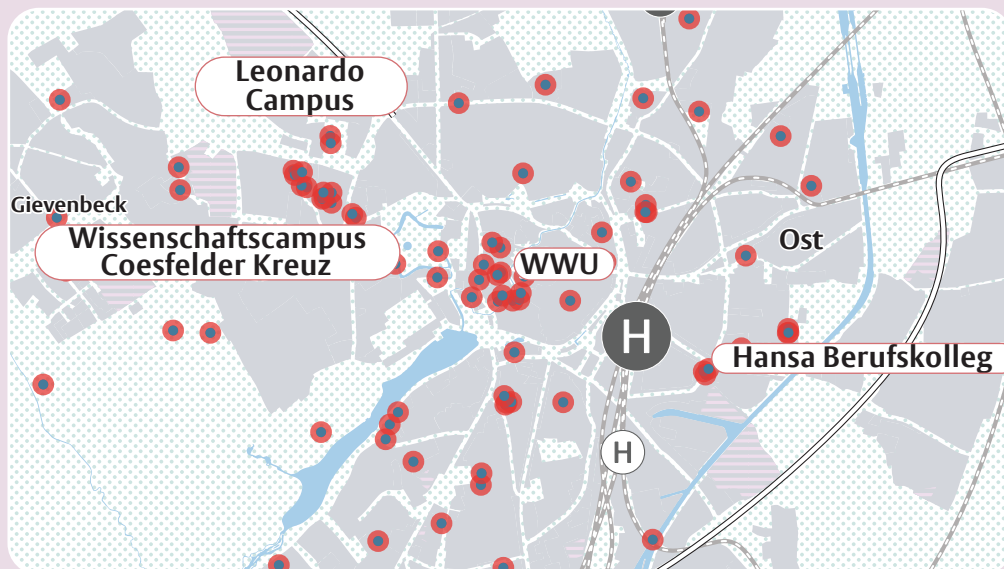 Leonardo
Campus
Gievenbeck
Wissenschaftscampus
Coesfelder Kreuz
WWU
Ost
H
Hansa Berufskolleg
H